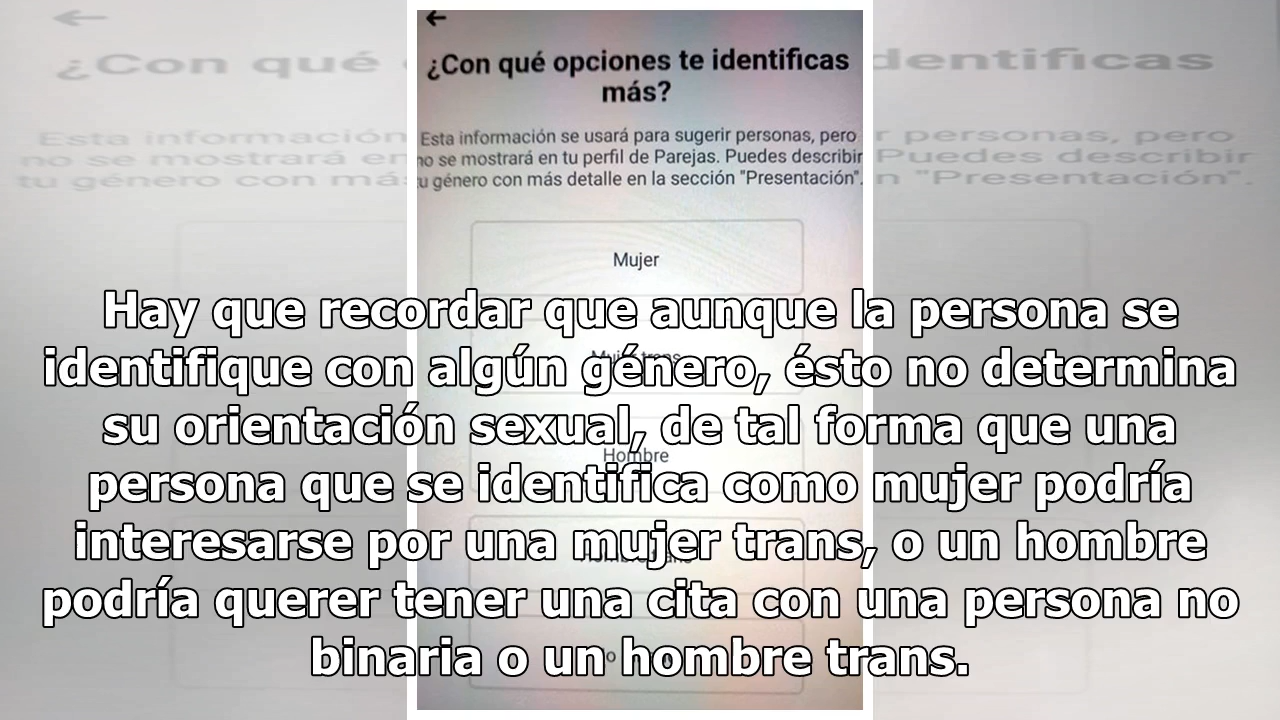 ¿Con qué opciones te identificas
más?
Esta información se usará para sugerir personas, pero
no se mostrará en tu perfil de Parejas. Puedes describir
tu género con más detalle en la sección "Presentación".
Mujer
Hay que recordar que aunque la persona se
identifique con algún género, ésto no determina
su orientación sexual, de tal forma que una
Hombre
persona que se identifica como mujer podría
interesarse por una mujer trans, o un hombre
podría querer tener una cita con una persona no
binaria o un hombre trans.